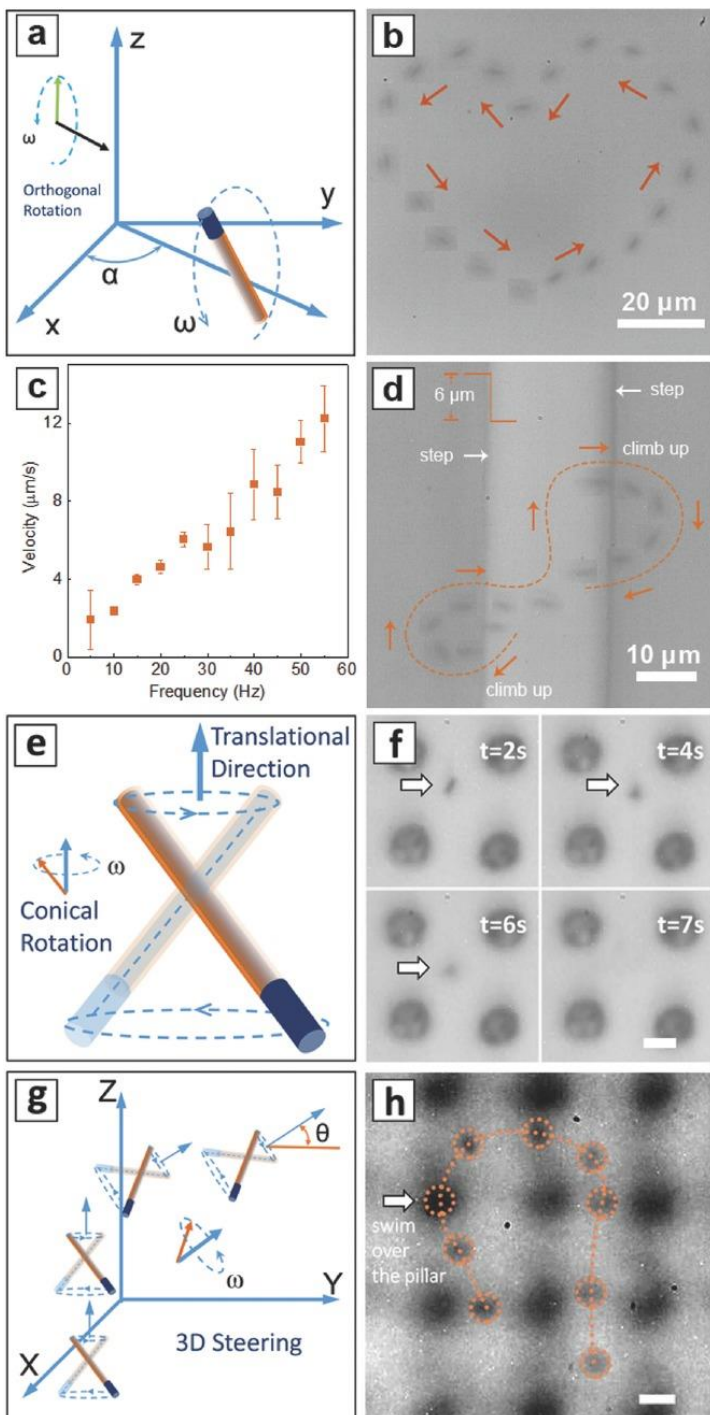 a
z
ω
Orthogonal
Rotation
y
α
x
ω
b
20 µm
c
12
8
4
0
Velocity (µm/s)
0 10 20 30 40 50 60
Frequency (Hz)
d
6 µm
step
step
climb up
climb up
10 µm
e
Translational
Direction
ω
Conical
Rotation
f
t=2s
t=4s
t=6s
t=7s
g
Z
θ
ω
Y
X
3D Steering
h
swim
over
the pillar